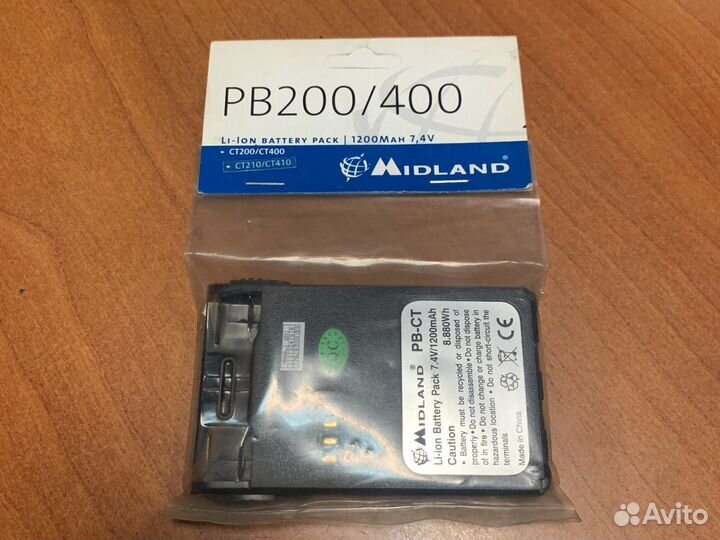 PB200/400
Li-Ion Battery Pack | 1200mAh 7,4V
▸ CT200/CT400
▸ CT210/CT410
MIDLAND®
MIDLAND® PB-CT
Li-ion Battery Pack 7.4V/1200mAh
8.880Wh
Caution
• Battery must be recycled or disposed of
properly • Do not disassemble • Do not dispose
of in fire • Do not change or charge battery in
hazardous location • Do not short-circuit the
terminals
Made in China
CE
QC
Avito